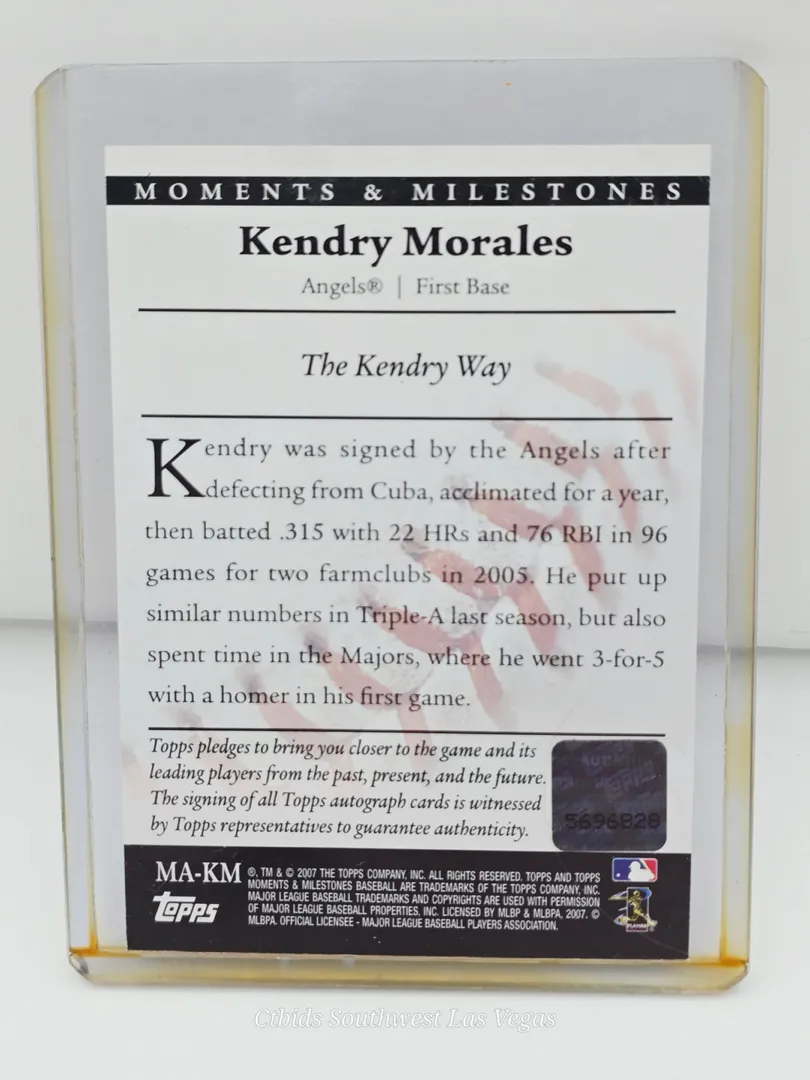 MOMENTS & MILESTONES
Kendry Morales
Angels® | First Base
The Kendry Way
Kendry was signed by the Angels after
defecting from Cuba, acclimated for a year,
then batted .315 with 22 HRs and 76 RBI in 96
games for two farmclubs in 2005. He put up
similar numbers in Triple-A last season, but also
spent time in the Majors, where he went 3-for-5
with a homer in his first game.
Topps pledges to bring you closer to the game and its
leading players from the past, present, and the future.
The signing of all Topps autograph cards is witnessed
by Topps representatives to guarantee authenticity.
5696828
MA-KM
topps
®, TM & © 2007 THE TOPPS COMPANY, INC. ALL RIGHTS RESERVED. TOPPS AND TOPPS
MOMENTS & MILESTONES BASEBALL ARE TRADEMARKS OF THE TOPPS COMPANY, INC.
MAJOR LEAGUE BASEBALL TRADEMARKS AND COPYRIGHTS ARE USED WITH PERMISSION
OF MAJOR LEAGUE BASEBALL PROPERTIES, INC. LICENSED BY MLBP & MLBPA, 2007. ©
MLBPA. OFFICIAL LICENSEE - MAJOR LEAGUE BASEBALL PLAYERS ASSOCIATION.
Ctbids Southwest Las Vegas